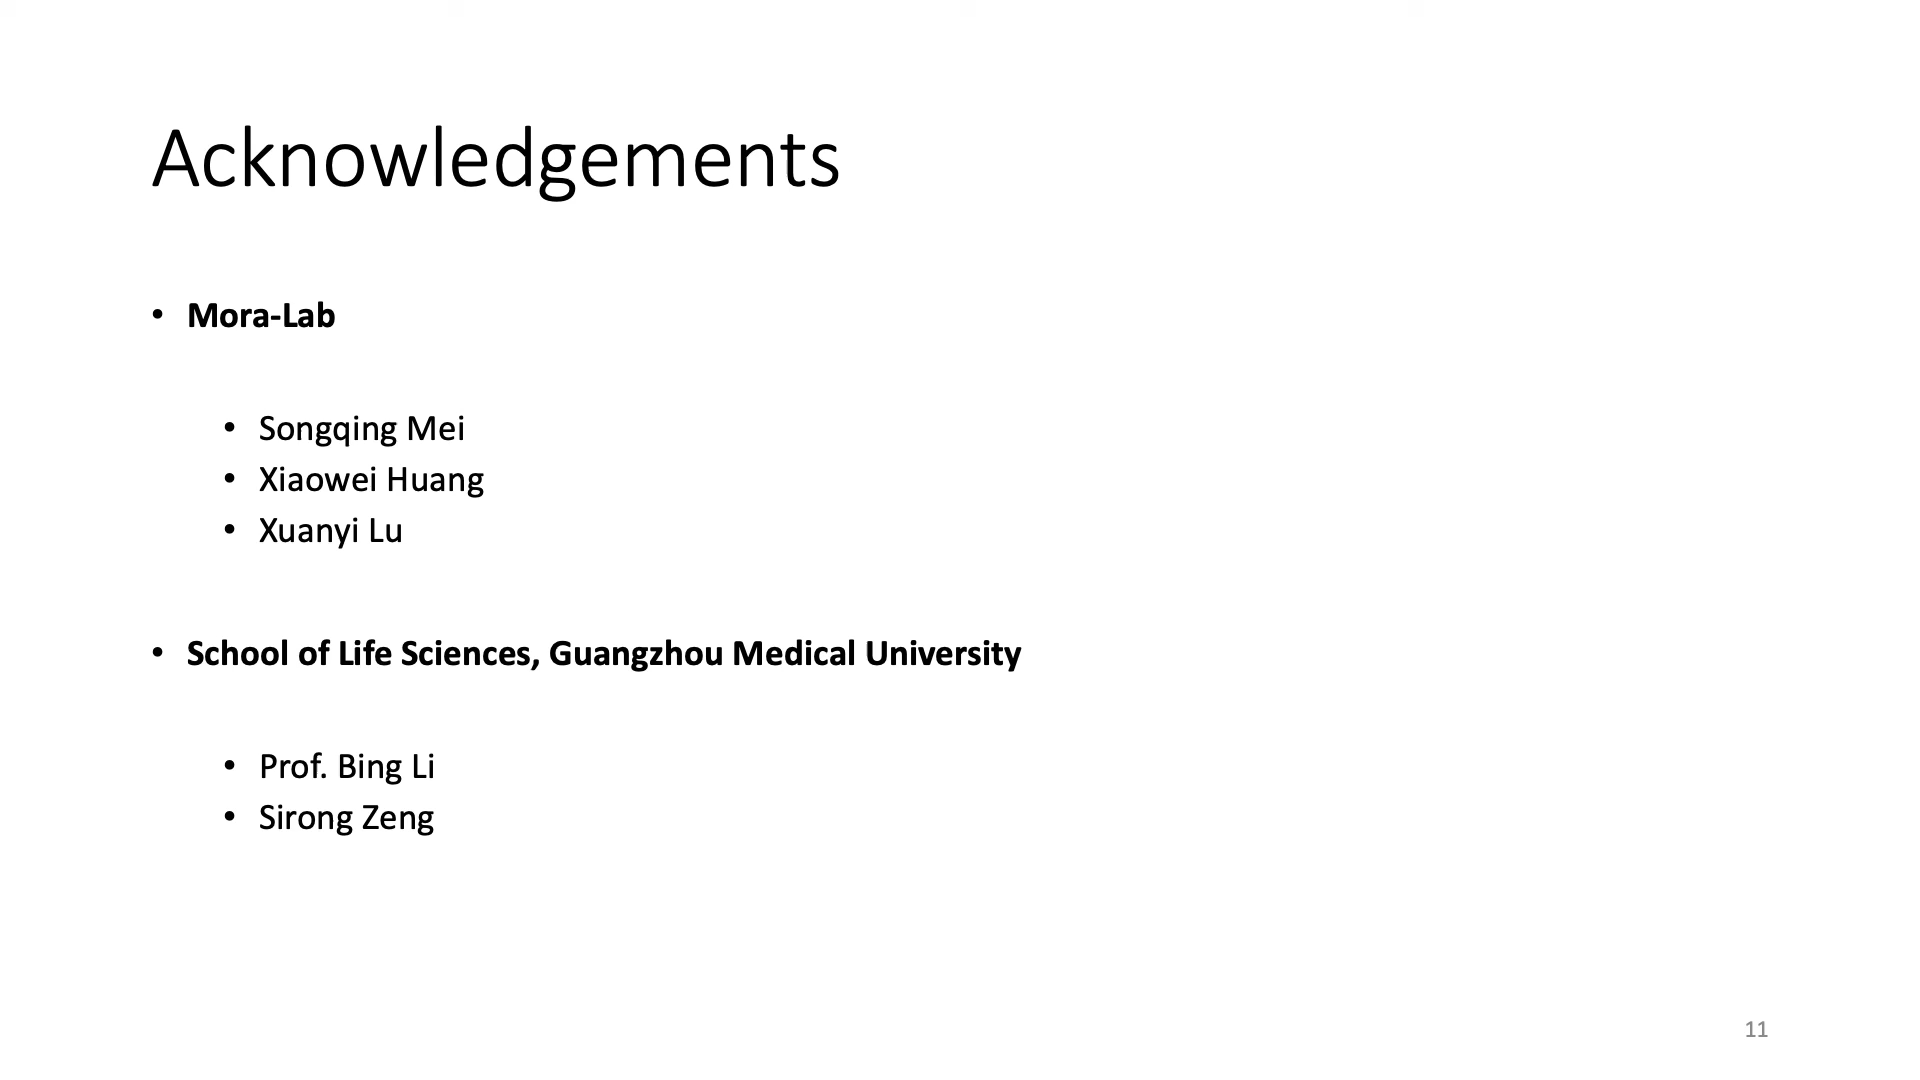 Acknowledgements
• Mora-Lab
• Songqing Mei
• Xiaowei Huang
• Xuanyi Lu
• School of Life Sciences, Guangzhou Medical University
• Prof. Bing Li
• Sirong Zeng
11